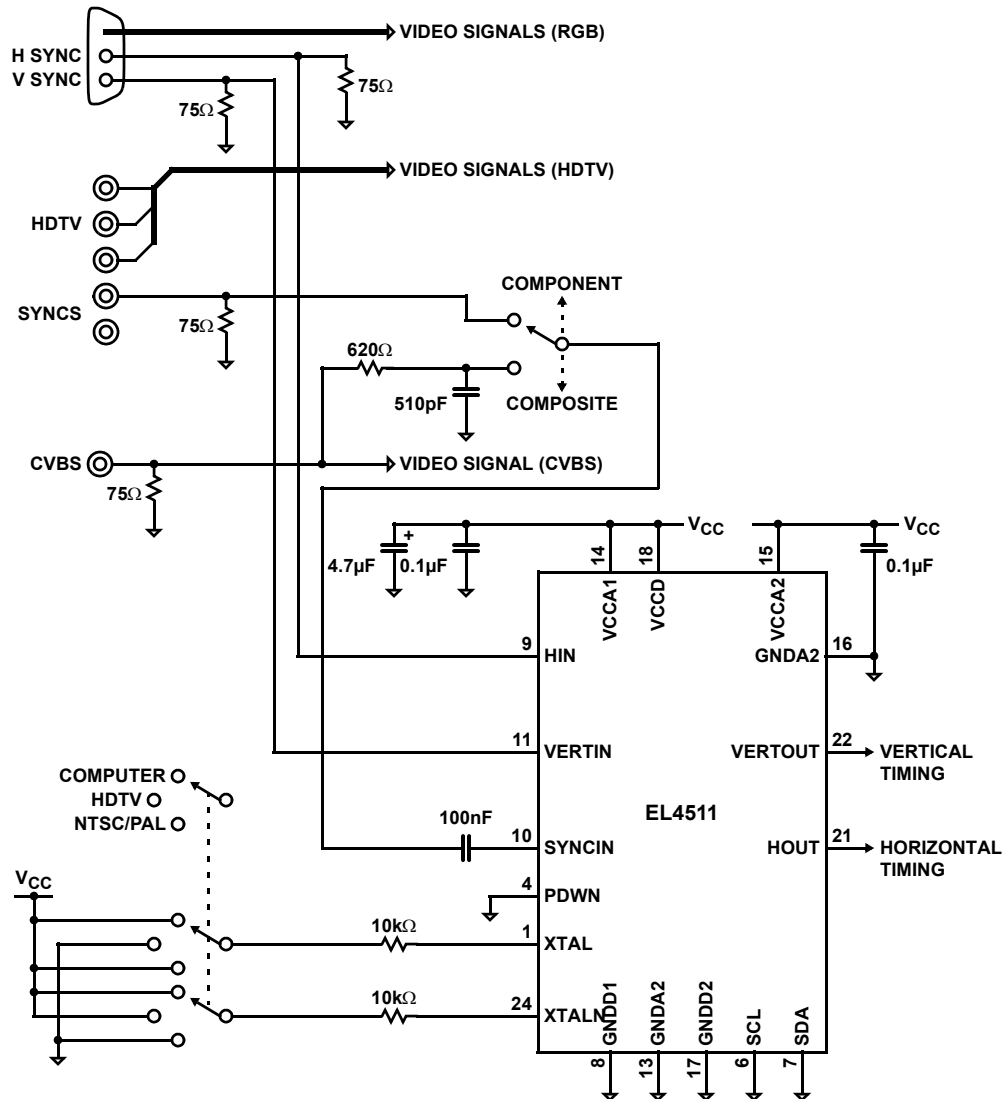 VIDEO SIGNALS (RGB)
H SYNC
V SYNC
75Ω
75Ω
VIDEO SIGNALS (HDTV)
HDTV
SYNCS
75Ω
COMPONENT
620Ω
510pF
COMPOSITE
CVBS
VIDEO SIGNAL (CVBS)
75Ω
VCC
VCC
4.7µF
+
0.1µF
14
18
15
0.1µF
VCCA1
VCCD
VCCA2
9
HIN
GNDA2
16
11
VERTIN
VERTOUT
22
VERTICAL
TIMING
COMPUTER
HDTV
NTSC/PAL
EL4511
100nF
10
SYNCIN
HOUT
21
HORIZONTAL
TIMING
VCC
4
PDWN
10kΩ
1
XTAL
10kΩ
24
XTALN
GNDD1
GNDA2
GNDD2
SCL
SDA
8
13
17
6
7